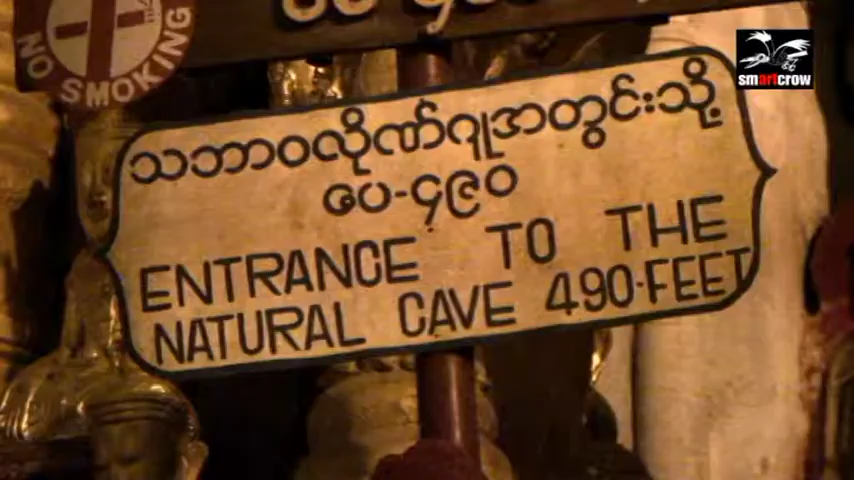 NO SMOKING
smartcrow
သဘာဝလိုဏ်ဂုအတွင်းသို့
ပေ-၄၉၀
ENTRANCE TO THE
NATURAL CAVE 490-FEET